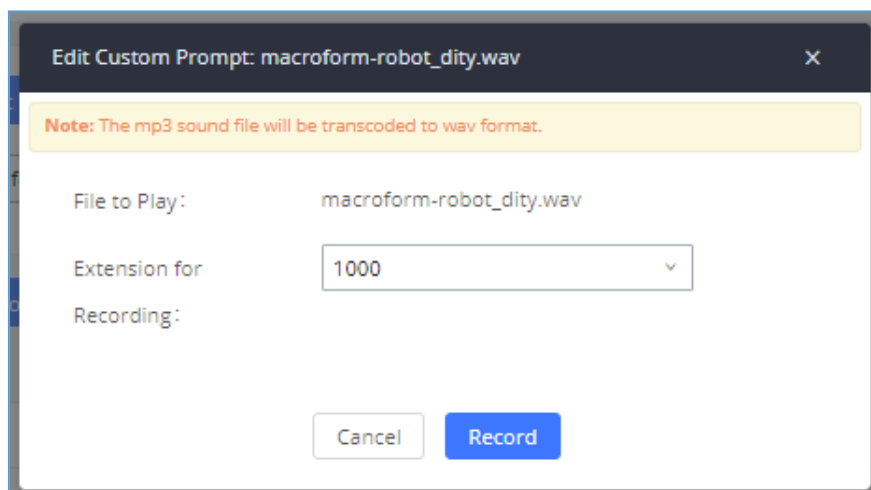 Edit Custom Prompt: macroform-robot_dity.wav ×
Note: The mp3 sound file will be transcoded to wav format.
File to Play: macroform-robot_dity.wav
Extension for 1000
Recording:
Cancel Record